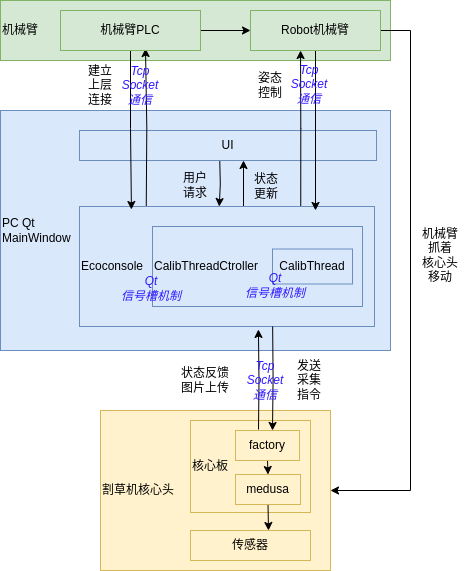 机械臂
机械臂PLC
Robot机械臂
建立
上层
连接
Tcp
Socket
通信
姿态
控制
Tcp
Socket
通信
UI
用户
请求
状态
更新
PC Qt
MainWindow
Ecoconsole
CalibThreadCtroller
CalibThread
Qt
信号槽机制
Qt
信号槽机制
机械臂
抓着
核心头
移动
状态反馈
图片上传
Tcp
Socket
通信
发送
采集
指令
割草机核心头
核心板
factory
medusa
传感器